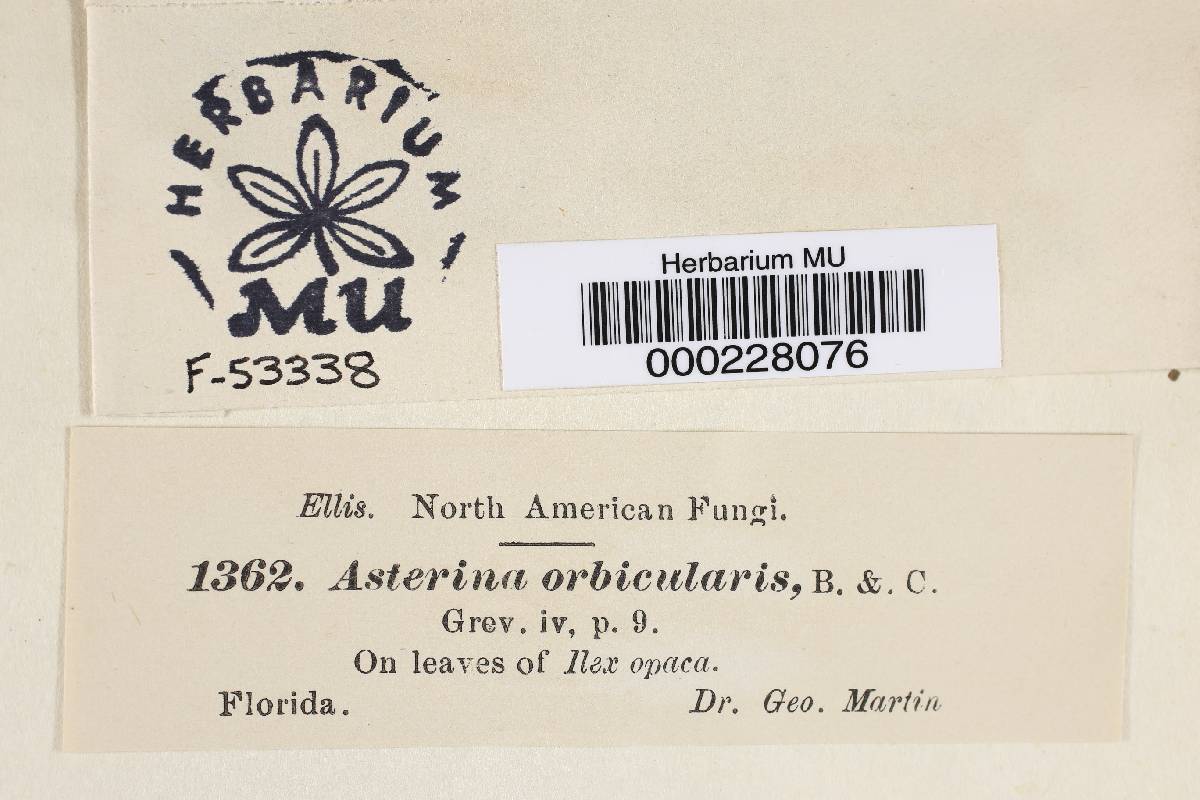 HERBARIUM
MU
F-53338
Herbarium MU
000228076
Ellis. North American Fungi.
1362. Asterina orbicularis, B. & C.
Grev. iv, p. 9.
On leaves of Ilex opaca.
Florida. Dr. Geo. Martin